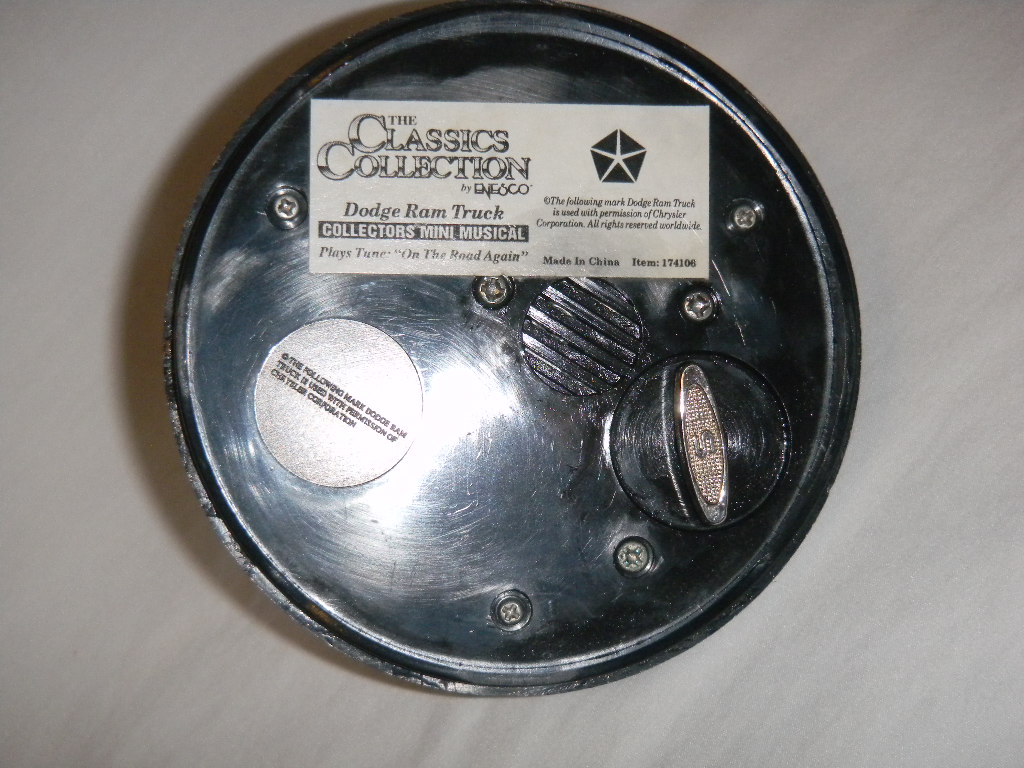 THE
CLASSICS
COLLECTION
by ENESCO™
Dodge Ram Truck
COLLECTORS MINI MUSICAL
Plays Tune: "On The Road Again"
©The following mark Dodge Ram Truck
is used with permission of Chrysler
Corporation. All rights reserved worldwide.
Made In China Item: 174106
©THE FOLLOWING MARK DODGE RAM
TRUCK IS USED WITH PERMISSION OF
CHRYSLER CORPORATION